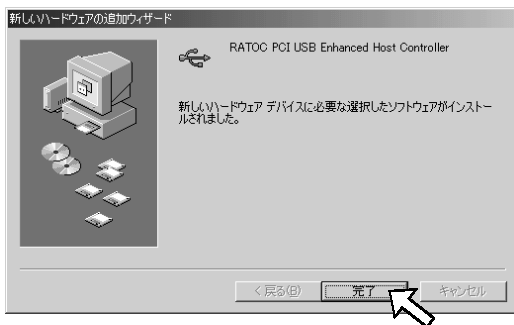 新しいハードウェアの追加ウィザード
RATOC PCI USB Enhanced Host Controller
新しいハードウェア デバイスに必要な選択したソフトウェアがインストー
ルされました。
< 戻る(B)
完了
キャンセル